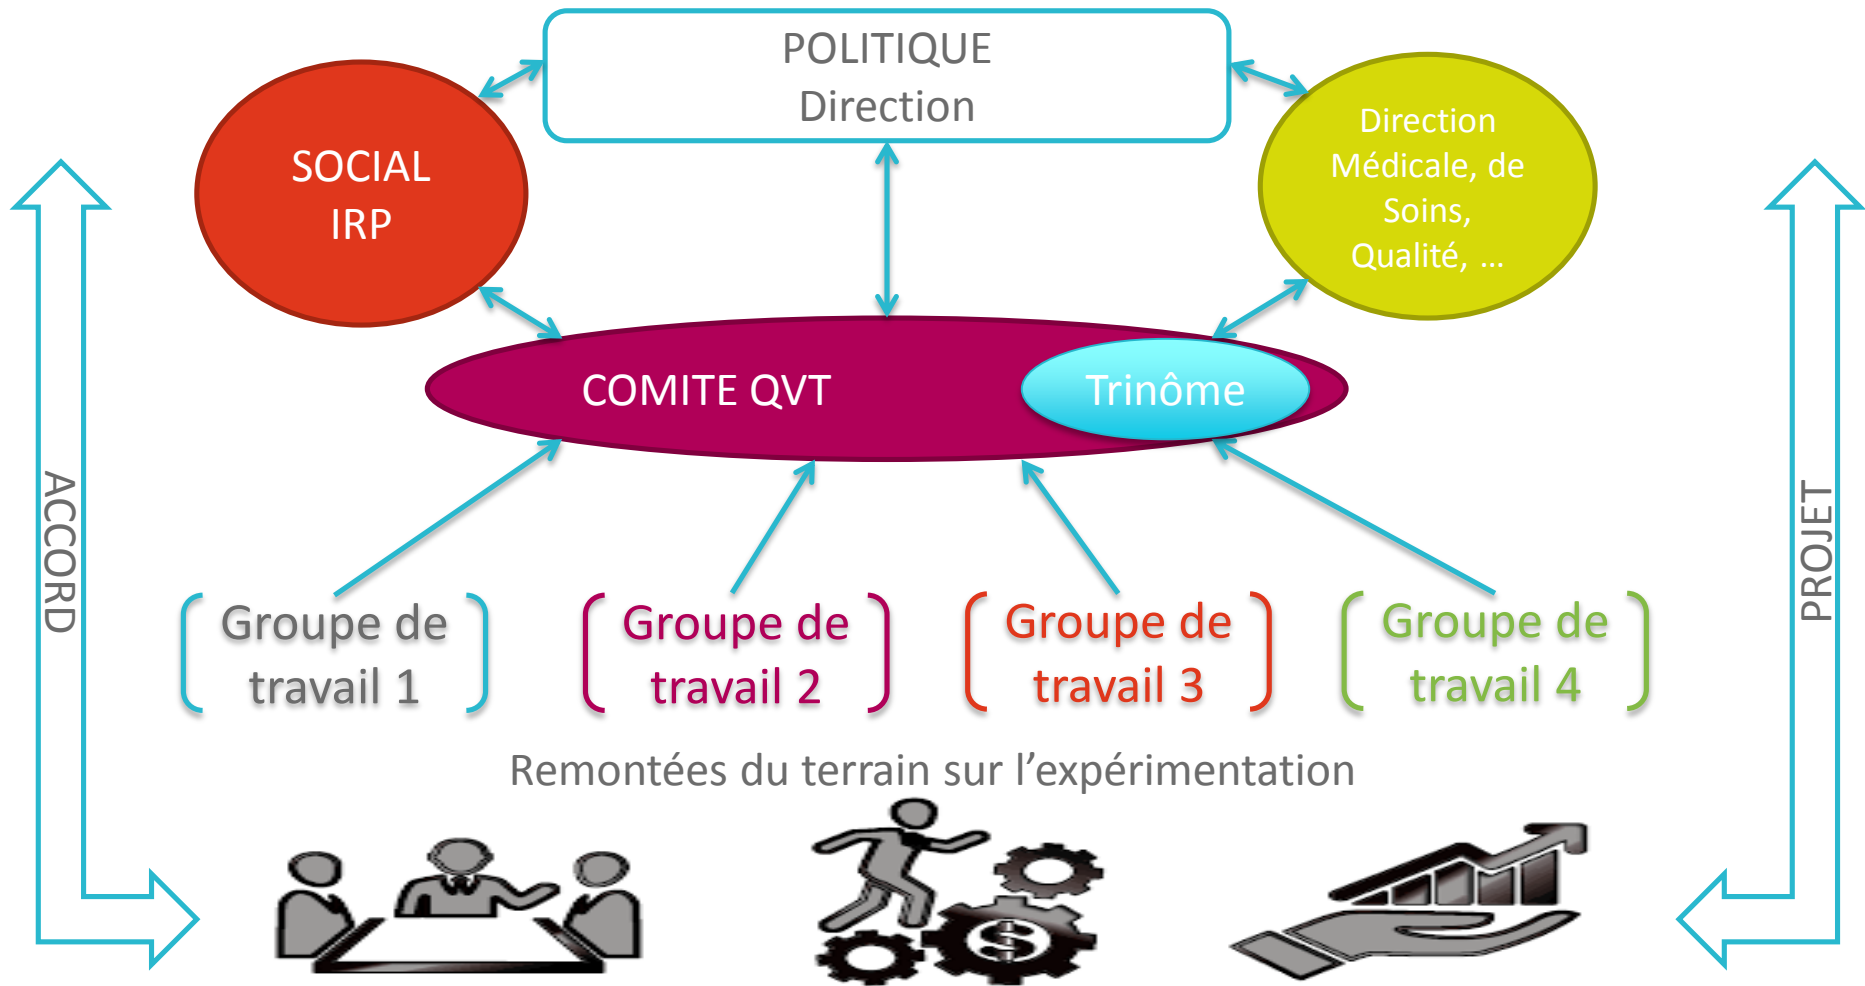 POLITIQUE
Direction
SOCIAL
IRP
Direction
Médicale, de
Soins,
Qualité, ...
COMITE QVT
Trinôme
ACCORD
PROJET
Groupe de
travail 1
Groupe de
travail 2
Groupe de
travail 3
Groupe de
travail 4
Remontées du terrain sur l’expérimentation
$